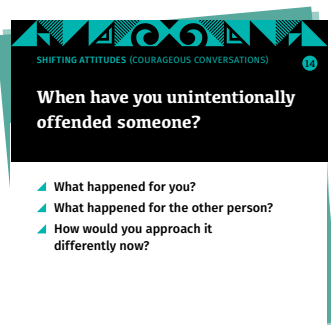 SHIFTING ATTITUDES (COURAGEOUS CONVERSATIONS)
14
When have you unintentionally
offended someone?
What happened for you?
What happened for the other person?
How would you approach it
differently now?